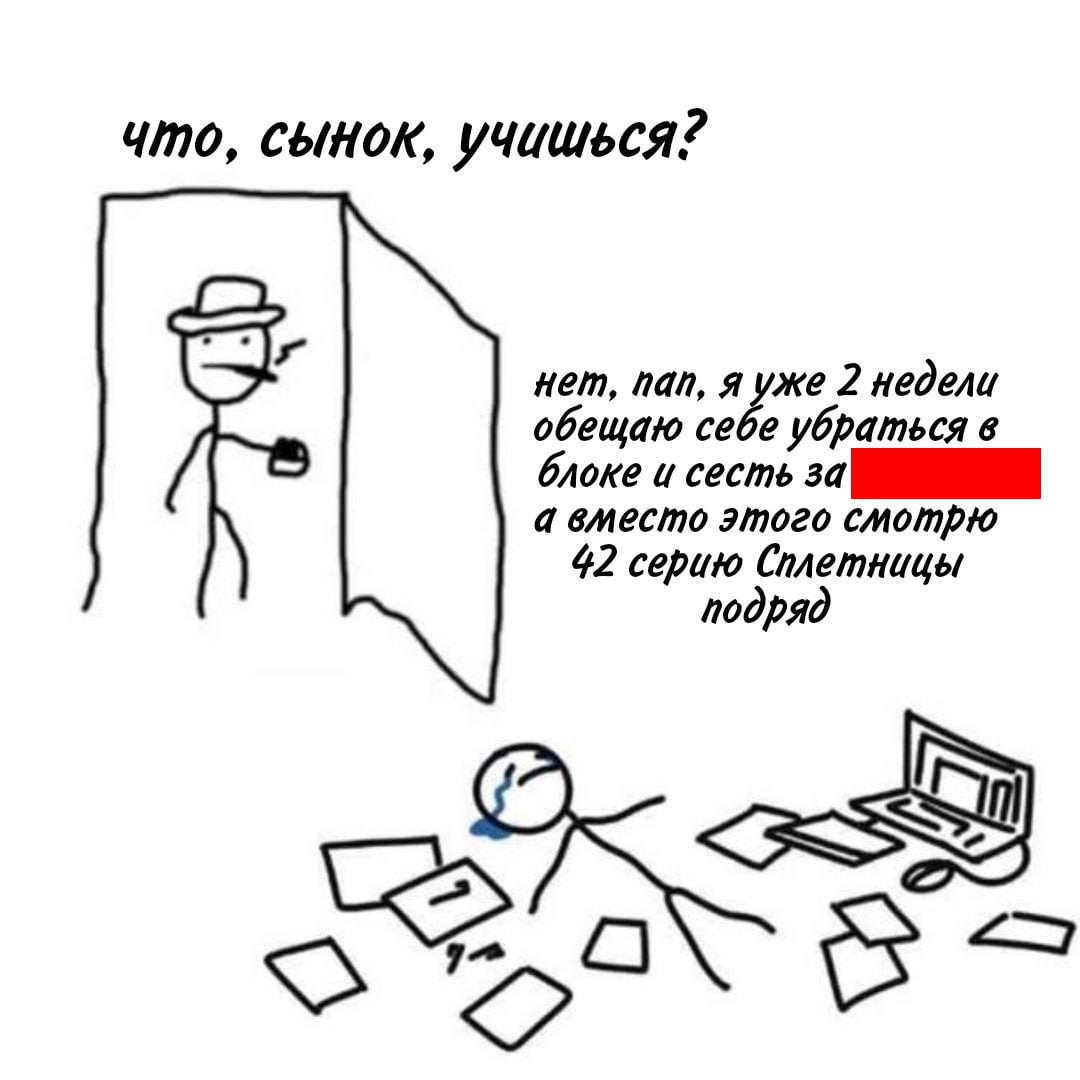 что, сынок, учишься?
нет, пап, я уже 2 недели
обещаю себе убраться в
блоке и сесть за
а вместо этого смотрю
42 серию Сплетницы
подряд